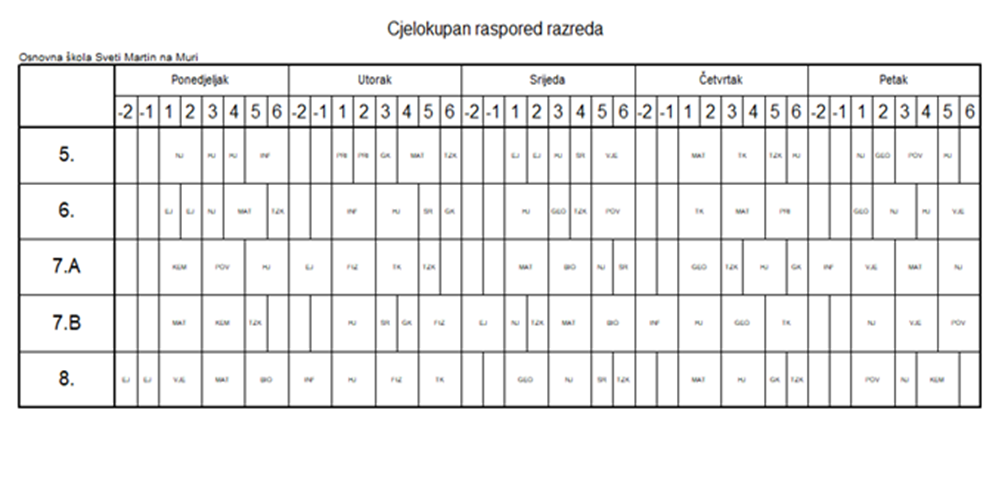 Cjelokupan raspored razreda
Osnovna škola Sveti Martin na Muri
Ponedjeljak Utorak Srijeda Četvrtak Petak
-2 -1 1 2 3 4 5 6 -2 -1 1 2 3 4 5 6 -2 -1 1 2 3 4 5 6 -2 -1 1 2 3 4 5 6 -2 -1 1 2 3 4 5 6
5. NJ HJ HJ INF PRI PRI GK MAT TZK EJ EJ HJ SR VJE MAT TK TZK HJ NJ GEO POV HJ
6. EJ EJ NJ MAT TZK INF HJ SR GK HJ GEO TZK POV TK MAT PRI GEO NJ HJ VJE
7.A KEM POV HJ EJ FIZ TK TZK MAT BIO NJ SR GEO TZK HJ GK INF VJE MAT NJ
7.B MAT KEM TZK HJ SR GK FIZ EJ NJ TZK MAT BIO INF HJ GEO TK NJ VJE POV
8. EJ EJ VJE MAT BIO INF HJ FIZ TK GEO NJ SR TZK MAT HJ GK TZK POV NJ KEM